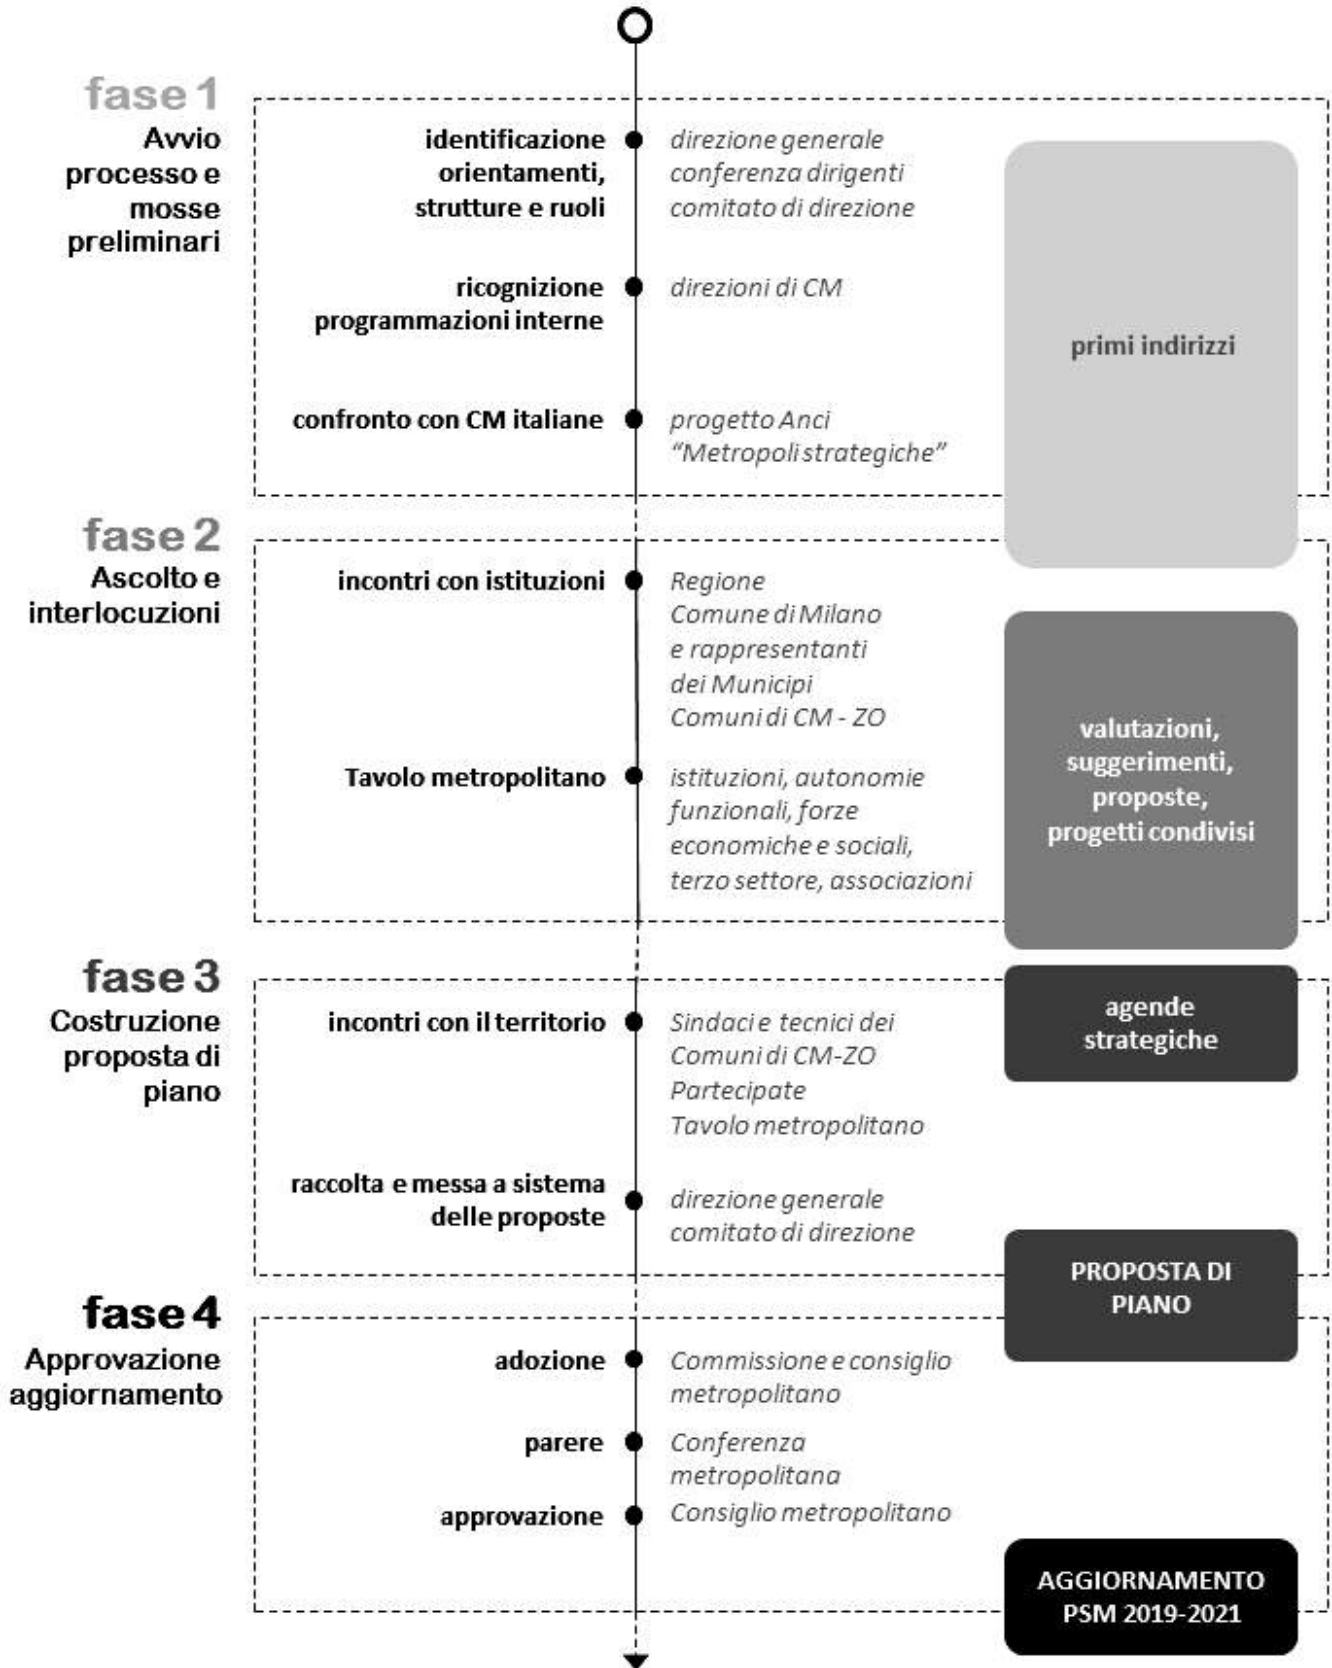 fase 1
Avvio
processo e
mosse
preliminari
identificazione
orientamenti,
strutture e ruoli
direzione generale
conferenza dirigenti
comitato di direzione
ricognizione
programmazioni interne
direzioni di CM
confronto con CM italiane
progetto Anci
“Metropoli strategiche”
primi indirizzi
fase 2
Ascolto e
interlocuzioni
incontri con istituzioni
Regione
Comune di Milano
e rappresentanti
dei Municipi
Comuni di CM - ZO
Tavolo metropolitano
istituzioni, autonomie
funzionali, forze
economiche e sociali,
terzo settore, associazioni
valutazioni,
suggerimenti,
proposte,
progetti condivisi
fase 3
Costruzione
proposta di
piano
incontri con il territorio
Sindaci e tecnici dei
Comuni di CM-ZO
Partecipate
Tavolo metropolitano
agende
strategiche
raccolta e messa a sistema
delle proposte
direzione generale
comitato di direzione
PROPOSTA DI
PIANO
fase 4
Approvazione
aggiornamento
adozione
Commissione e consiglio
metropolitano
parere
Conferenza
metropolitana
approvazione
Consiglio metropolitano
AGGIORNAMENTO
PSM 2019-2021